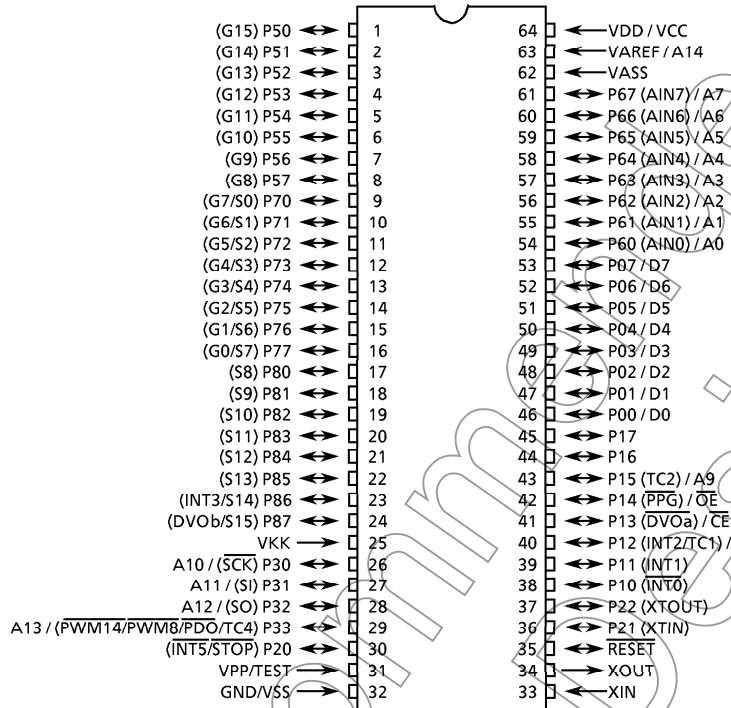 (G15) P50 1 64 VDD / VCC
(G14) P51 2 63 VAREF / A14
(G13) P52 3 62 VASS
(G12) P53 4 61 P67 (AIN7) / A7
(G11) P54 5 60 P66 (AIN6) / A6
(G10) P55 6 59 P65 (AIN5) / A5
(G9) P56 7 58 P64 (AIN4) / A4
(G8) P57 8 57 P63 (AIN3) / A3
(G7/S0) P70 9 56 P62 (AIN2) / A2
(G6/S1) P71 10 55 P61 (AIN1) / A1
(G5/S2) P72 11 54 P60 (AIN0) / A0
(G4/S3) P73 12 53 P07 / D7
(G3/S4) P74 13 52 P06 / D6
(G2/S5) P75 14 51 P05 / D5
(G1/S6) P76 15 50 P04 / D4
(G0/S7) P77 16 49 P03 / D3
(S8) P80 17 48 P02 / D2
(S9) P81 18 47 P01 / D1
(S10) P82 19 46 P00 / D0
(S11) P83 20 45 P17
(S12) P84 21 44 P16
(S13) P85 22 43 P15 (TC2) / A9
(INT3/S14) P86 23 42 P14 (PPG) / OE
(DVOb/S15) P87 24 41 P13 (DVOa) / CE
VKK 25 40 P12 (INT2/TC1) /
A10 / (SCK) P30 26 39 P11 (INT1)
A11 / (SI) P31 27 38 P10 (INT0)
A12 / (SO) P32 28 37 P22 (XTOUT)
A13 / (PWM14/PWM8/PDO/TC4) P33 29 36 P21 (XTIN)
(INT5/STOP) P20 30 35 RESET
VPP/TEST 31 34 XOUT
GND/VSS 32 33 XIN